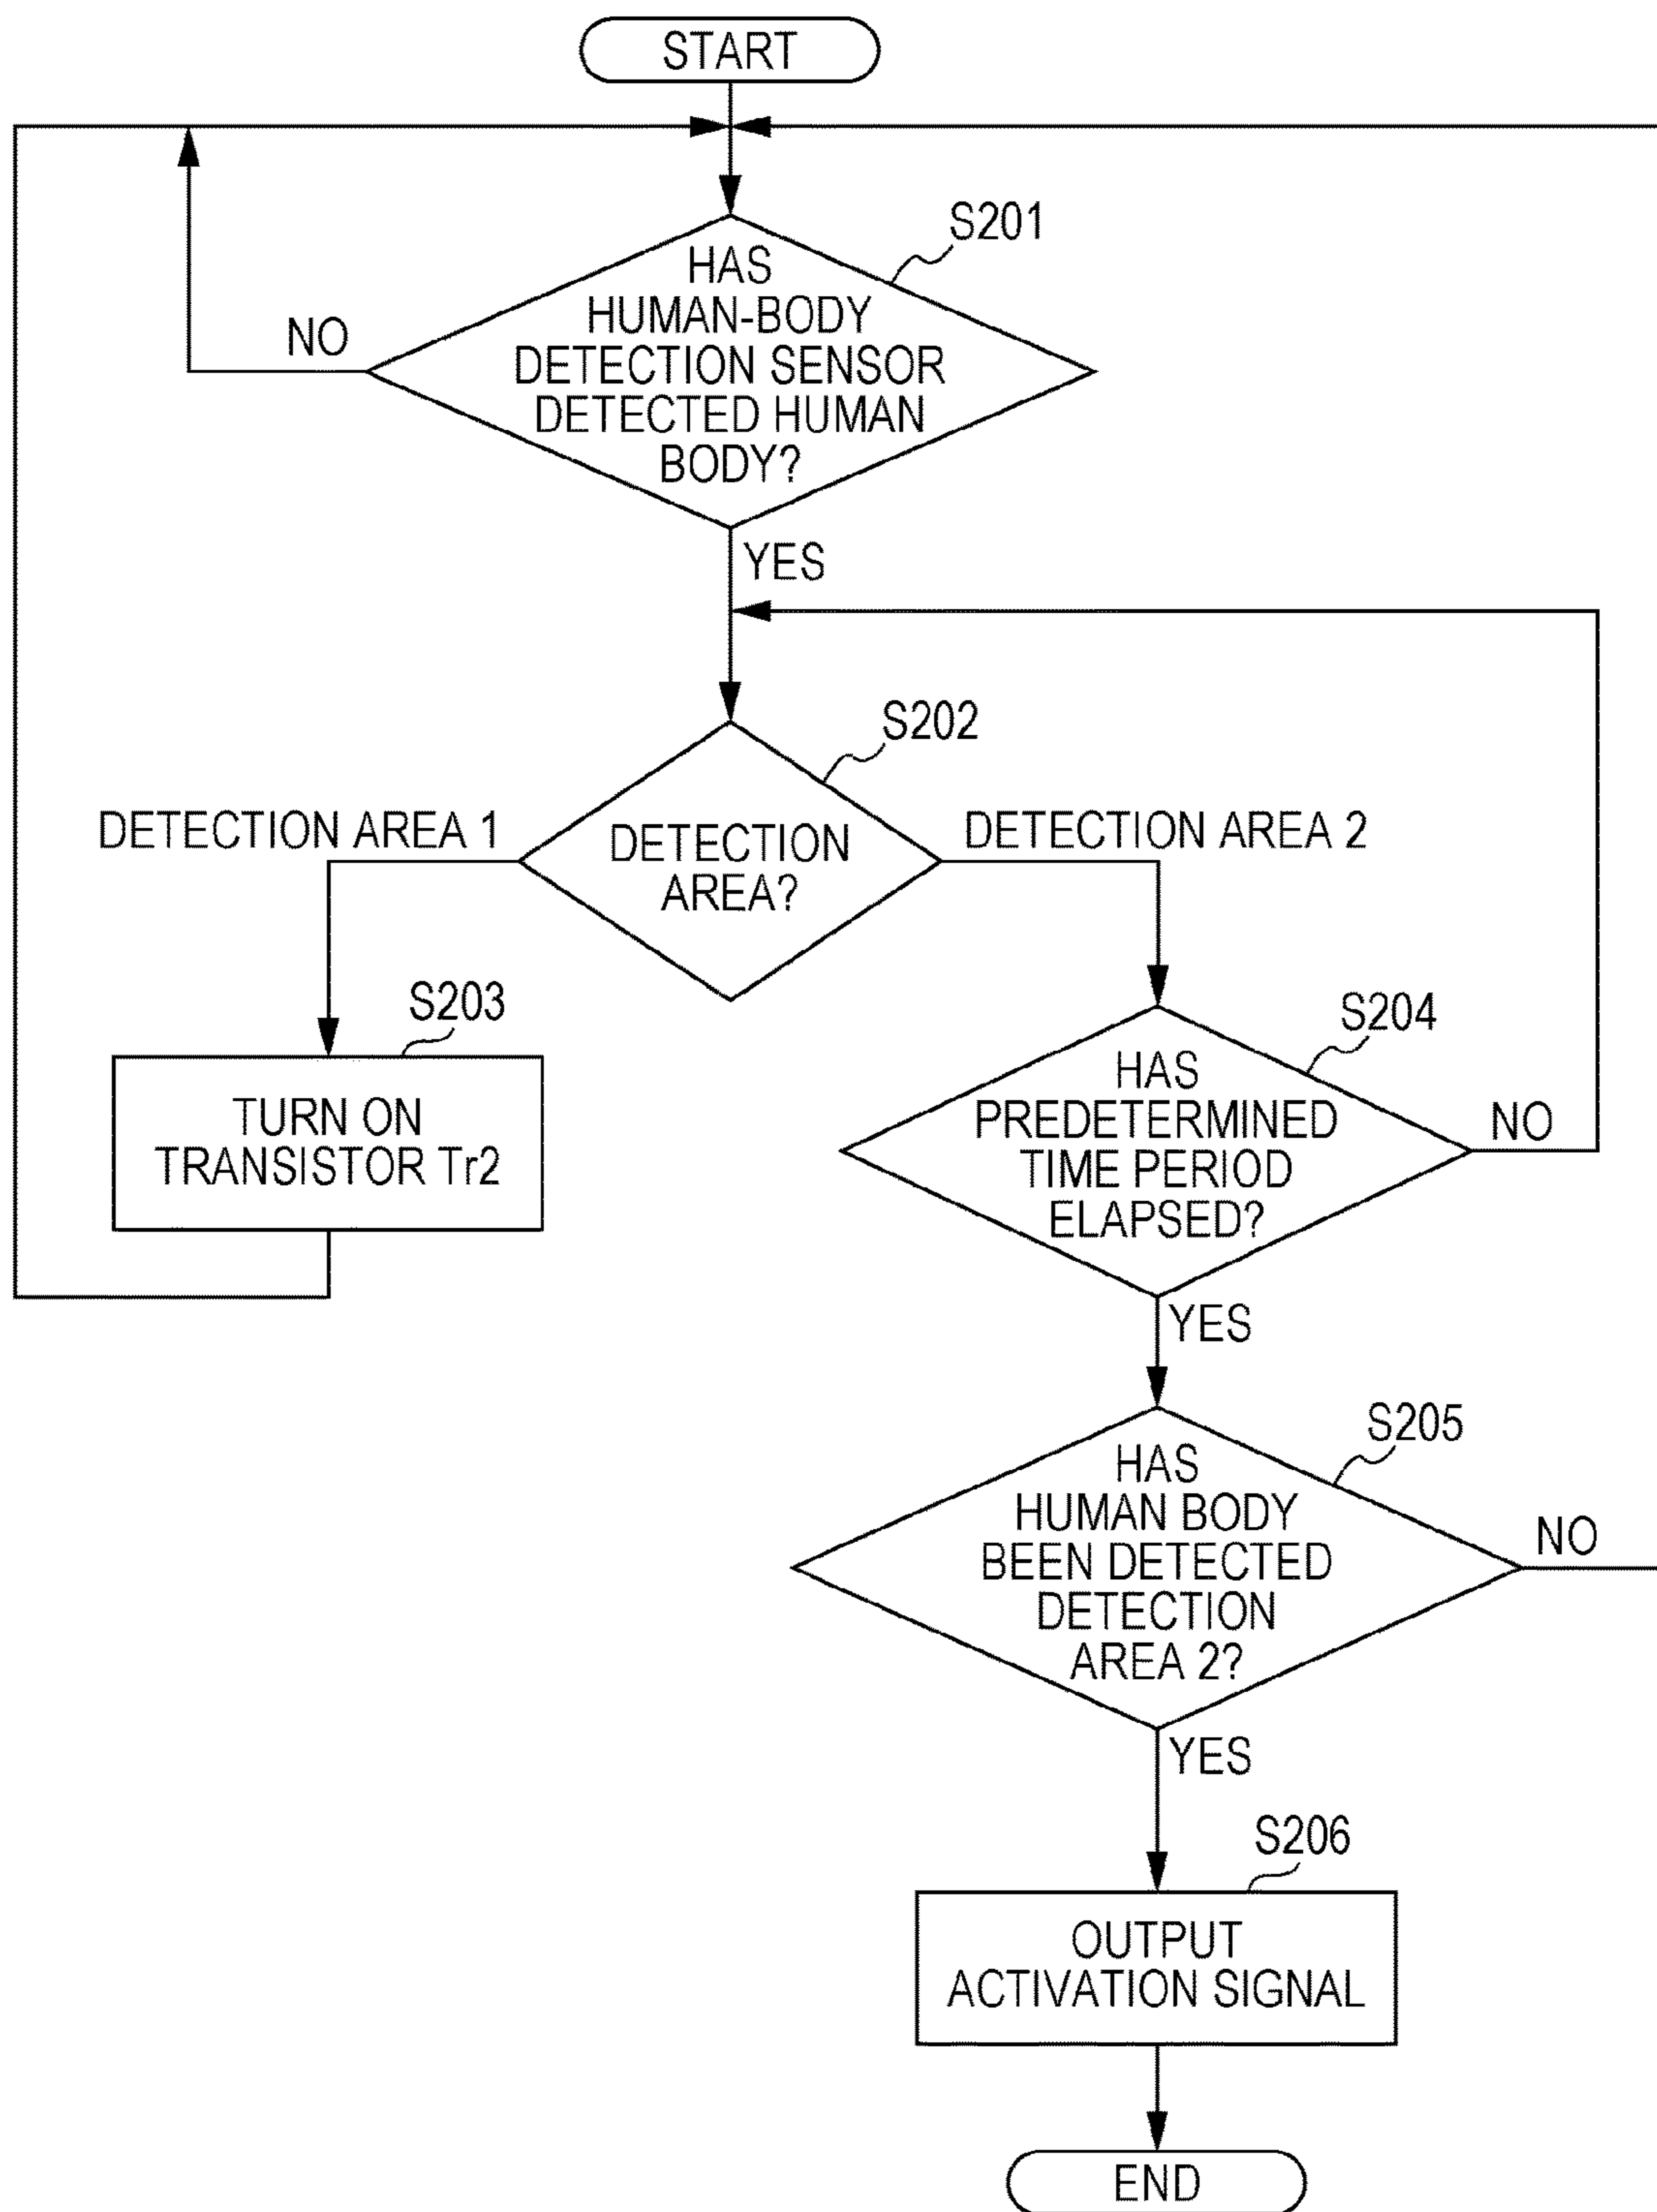 START
S201
HAS
HUMAN-BODY
DETECTION SENSOR
DETECTED HUMAN
BODY?
NO
YES
S202
DETECTION AREA 1
DETECTION
AREA?
DETECTION AREA 2
S203
TURN ON
TRANSISTOR Tr2
S204
HAS
PREDETERMINED
TIME PERIOD
ELAPSED?
NO
YES
S205
HAS
HUMAN BODY
BEEN DETECTED
DETECTION
AREA 2?
NO
YES
S206
OUTPUT
ACTIVATION SIGNAL
END